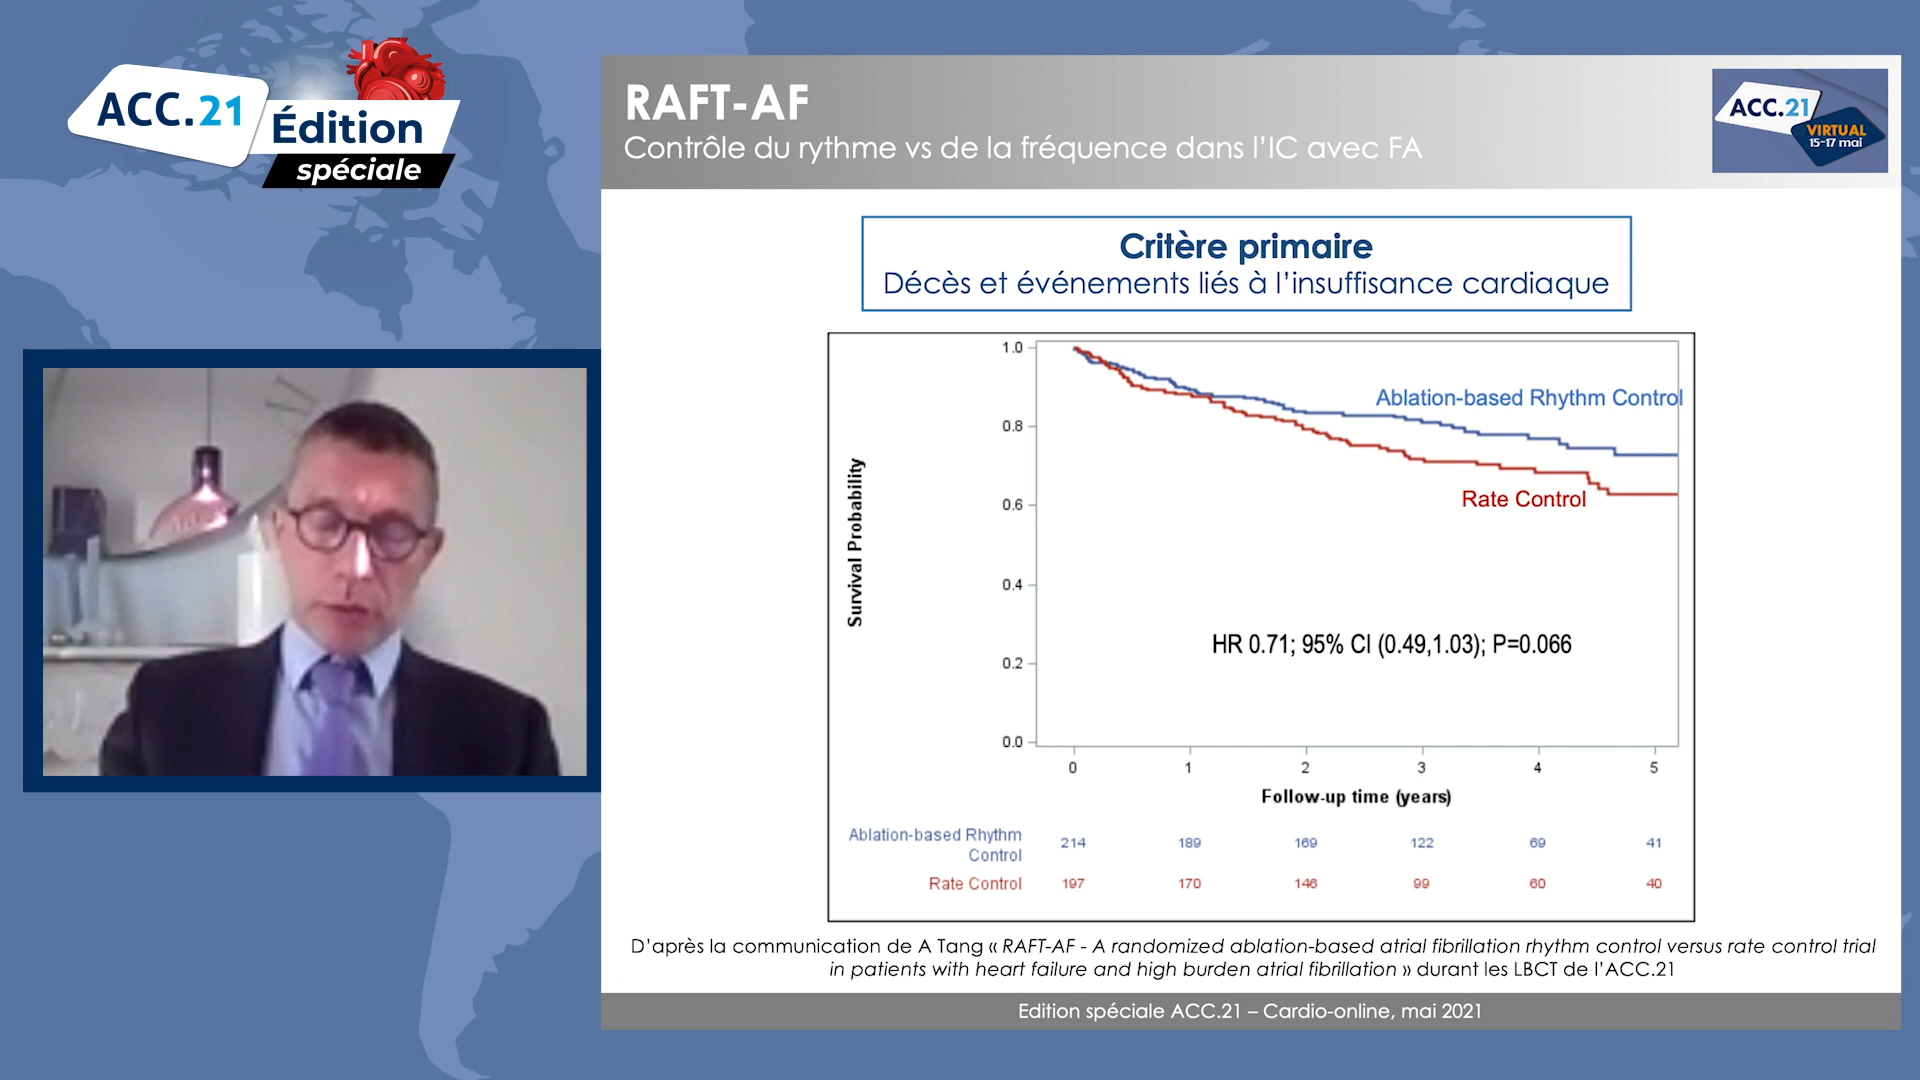 ACC.21
Édition
spéciale
RAFT-AF
Contrôle du rythme vs de la fréquence dans l’IC avec FA
ACC.21
VIRTUAL
15-17 mai
Critère primaire
Décès et événements liés à l’insuffisance cardiaque
1.0
0.8
0.6
0.4
0.2
0.0
Survival Probability
Ablation-based Rhythm Control
Rate Control
HR 0.71; 95% CI (0.49,1.03); P=0.066
0 1 2 3 4 5
Follow-up time (years)
Ablation-based Rhythm
Control
214 189 169 122 69 41
Rate Control 197 170 146 99 60 40
D’après la communication de A Tang « RAFT-AF - A randomized ablation-based atrial fibrillation rhythm control versus rate control trial
in patients with heart failure and high burden atrial fibrillation » durant les LBCT de l’ACC.21
Edition spéciale ACC.21 – Cardio-online, mai 2021